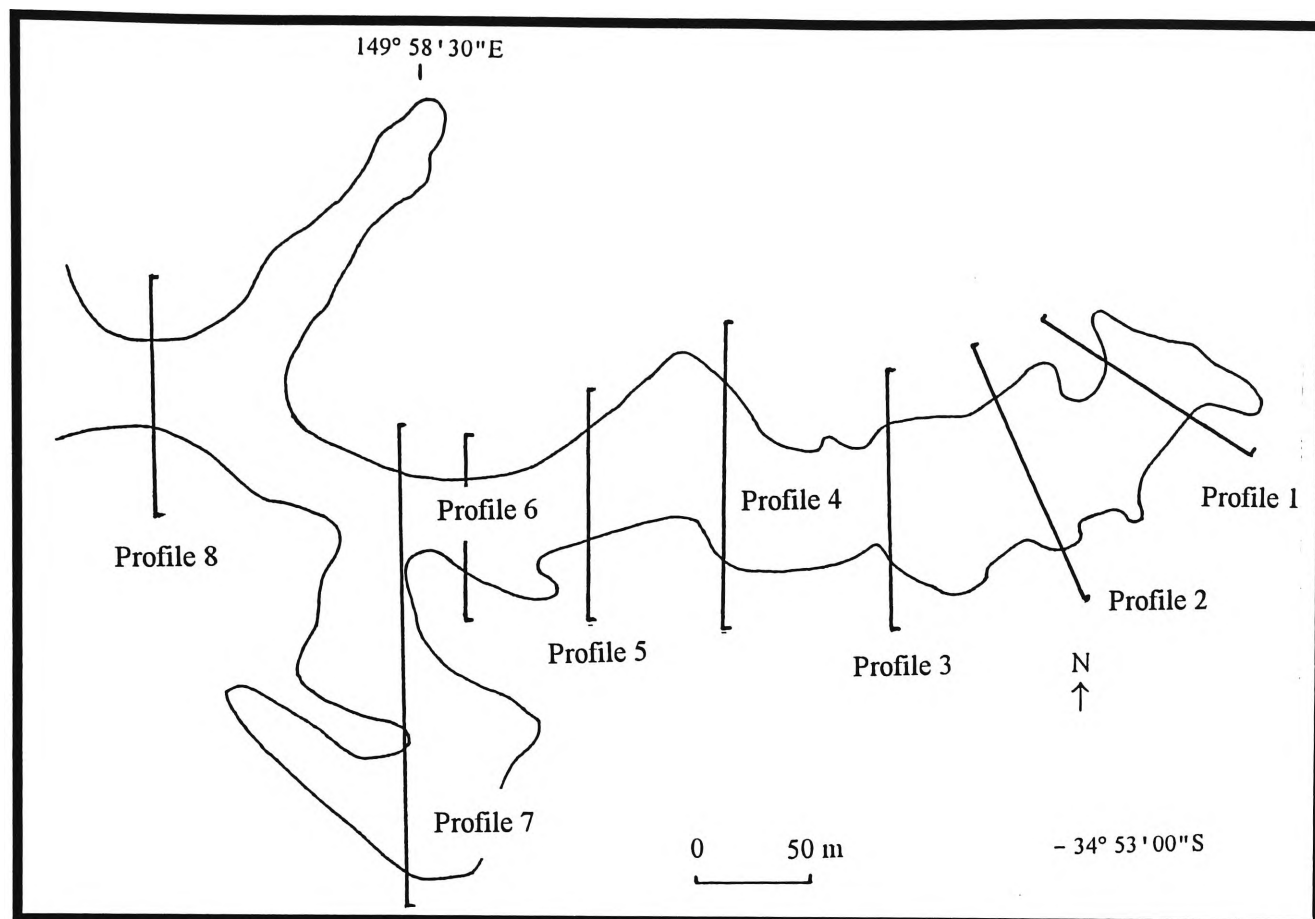 149° 58 ' 30"E
Profile 6
Profile 4
Profile 1
Profile 8
Profile 2
Profile 5
Profile 3
N
↑
Profile 7
0 50 m
– 34° 53 ' 00"S